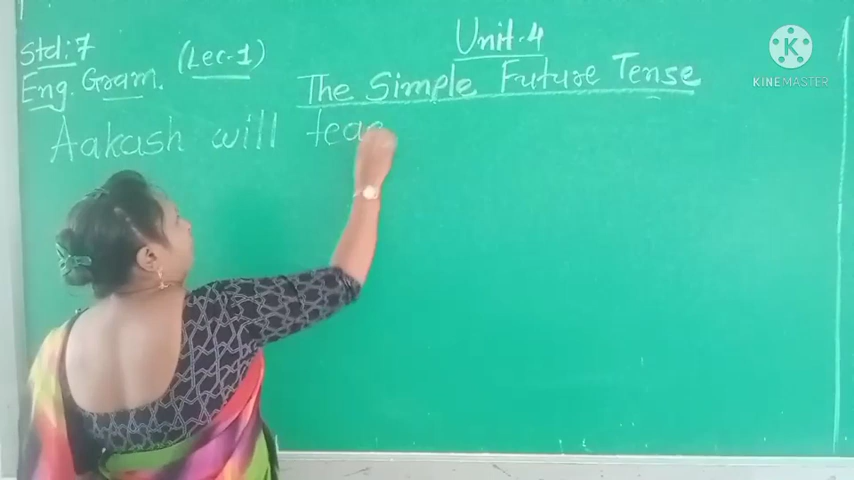 Std:7
Eng. Gram. (Lec-1)
Unit-4
The Simple Future Tense
Aakash will tea
KINEMASTER